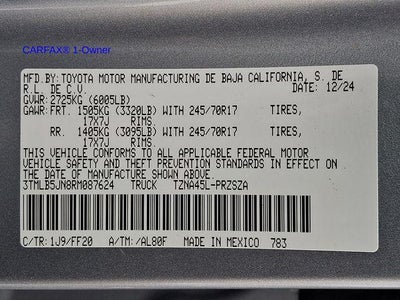 CARFAX® 1-Owner
MFD.BY:TOYOTA MOTOR MANUFACTURING DE BAJA CALIFORNIA, S. DE
R.L. DE C.V. DATE: 12/24
GVWR:2725KG (6005LB)
GAWR:FRT. 1505KG (3320LB) WITH 245/70R17 TIRES,
17X7J RIMS.
RR. 1405KG (3095LB) WITH 245/70R17 TIRES,
17X7J RIMS.
THIS VEHICLE CONFORMS TO ALL APPLICABLE FEDERAL MOTOR
VEHICLE SAFETY AND THEFT PREVENTION STANDARDS IN EFFECT ON
THE DATE OF MANUFACTURE SHOWN ABOVE.
3TMLB5JN8RM087624 TRUCK TZNA45L-PRZSZA
C/TR:1J9/FF20 A/TM:/AL80F MADE IN MEXICO 783